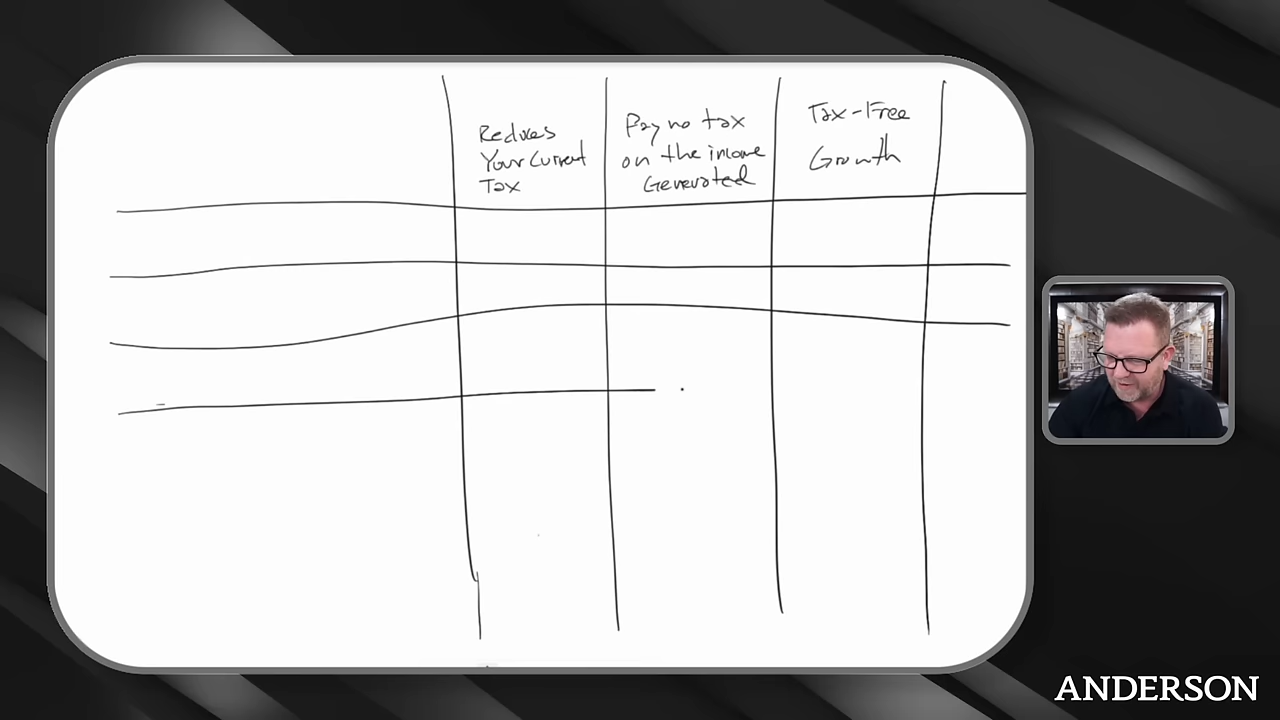 Reduces
Your Current
Tax
Pay no tax
on the income
Generated
Tax-Free
Growth
ANDERSON